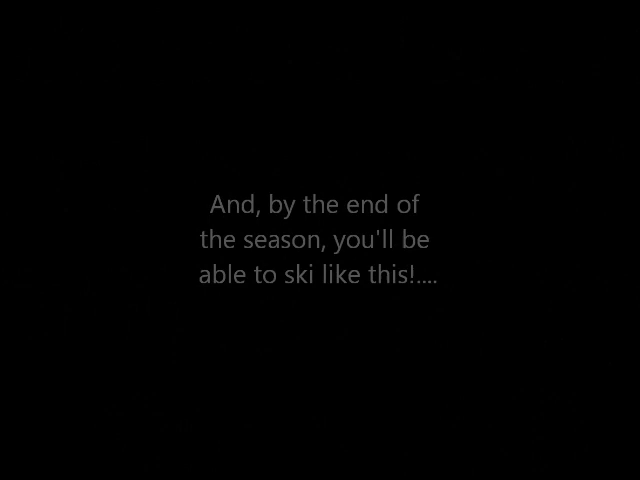 And, by the end of
the season, you'll be
able to ski like this!....